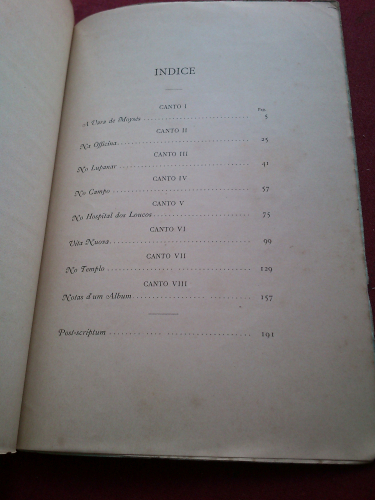 INDICE
CANTO I
Pag.
A Vara de Moysés ........ 5
CANTO II
Na Officina ........ 25
CANTO III
No Lupanar ........ 41
CANTO IV
No Campo ........ 57
CANTO V
No Hospital dos Loucos ........ 75
CANTO VI
Vita Nuova ........ 99
CANTO VII
No Templo ........ 129
CANTO VIII
Notas d'um Album ........ 157
Post-scriptum ........ 191